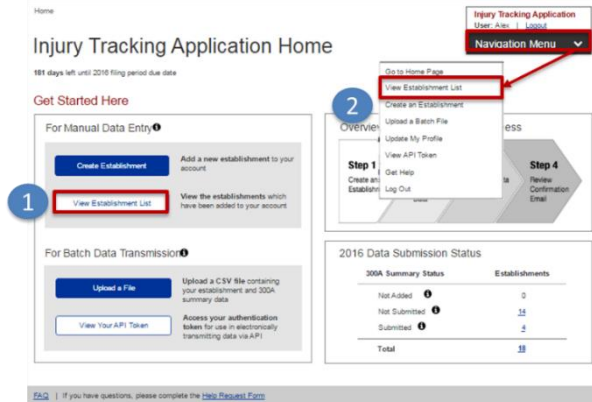 Home
Injury Tracking Application
User: Alex | Logout
Navigation Menu
Injury Tracking Application Home
181 days left until 2016 filing period due date
Get Started Here
Go to Home Page
View Establishment List
Create an Establishment
Upload a Batch File
Update My Profile
View API Token
Get Help
Log Out
2
For Manual Data Entry
Create Establishment
Add a new establishment to your
account
1
View Establishment List
View the establishments which
have been added to your account
For Batch Data Transmission
Upload a File
Upload a CSV file containing
your establishment and 300A
summary data
View Your API Token
Access your authentication
token for use in electronically
transmitting data via API
Step 1
Create an
Data
Step 4
Review
Confirmation
Email
2016 Data Submission Status
300A Summary Status Establishments
Not Added 0
Not Submitted 14
Submitted 4
Total 18
FAQ | If you have questions, please complete the Help Request Form